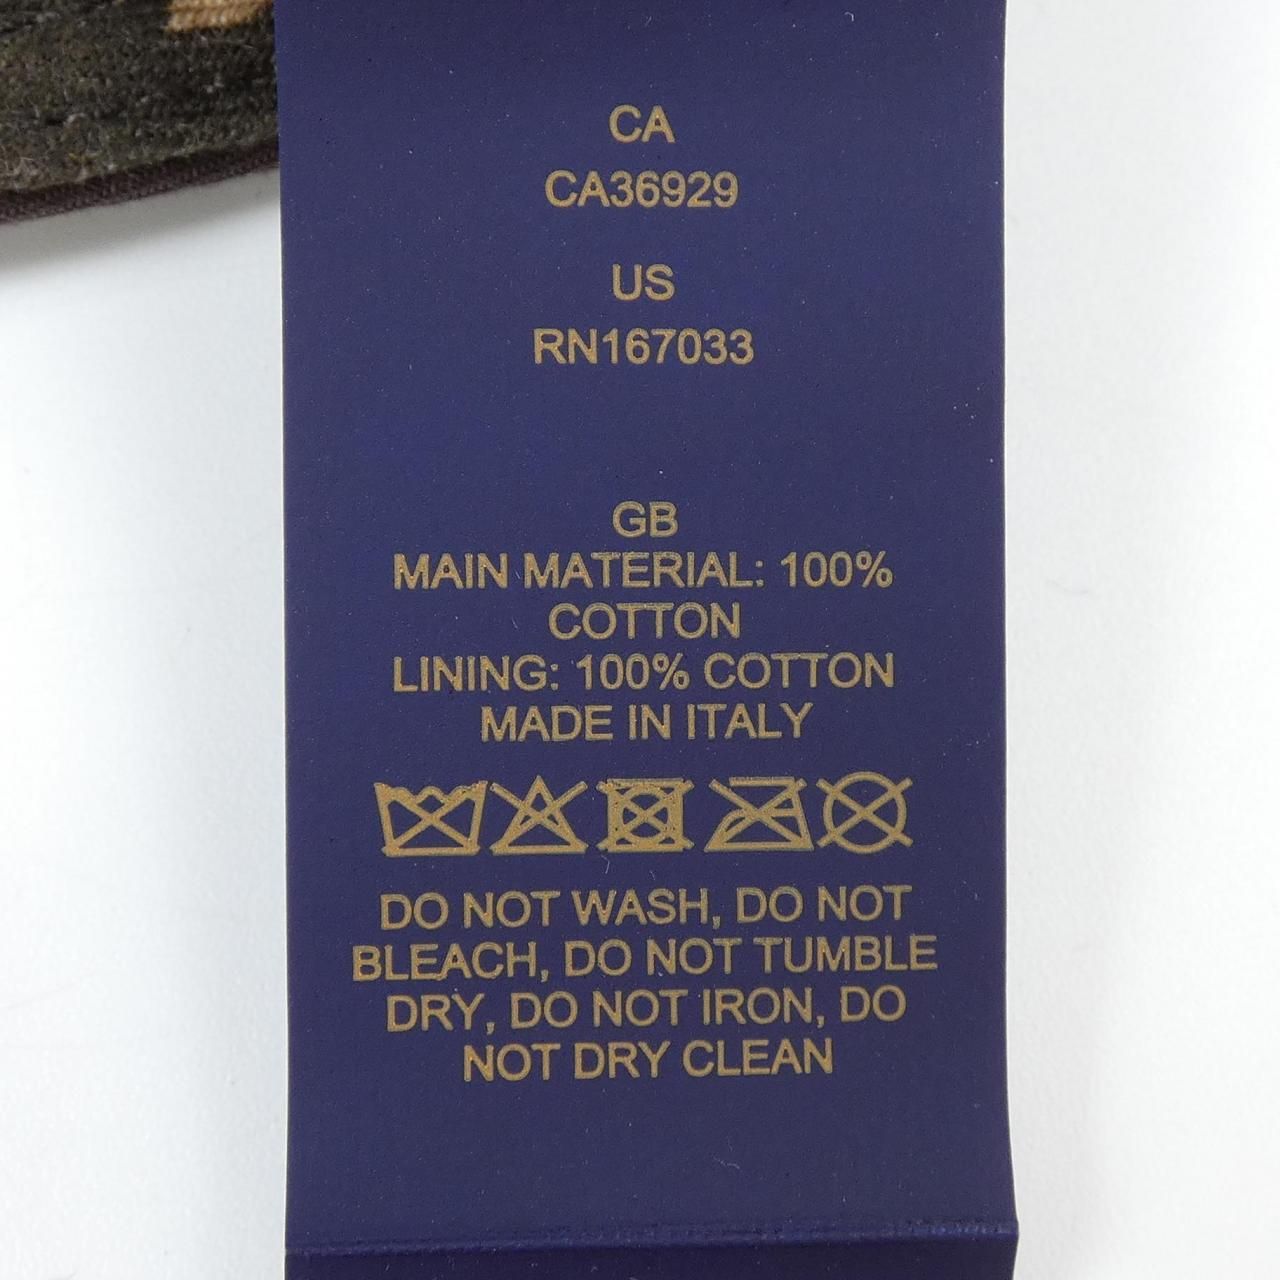 CA
CA36929
US
RN167033
GB
MAIN MATERIAL: 100%
COTTON
LINING: 100% COTTON
MADE IN ITALY
DO NOT WASH, DO NOT
BLEACH, DO NOT TUMBLE
DRY, DO NOT IRON, DO
NOT DRY CLEAN